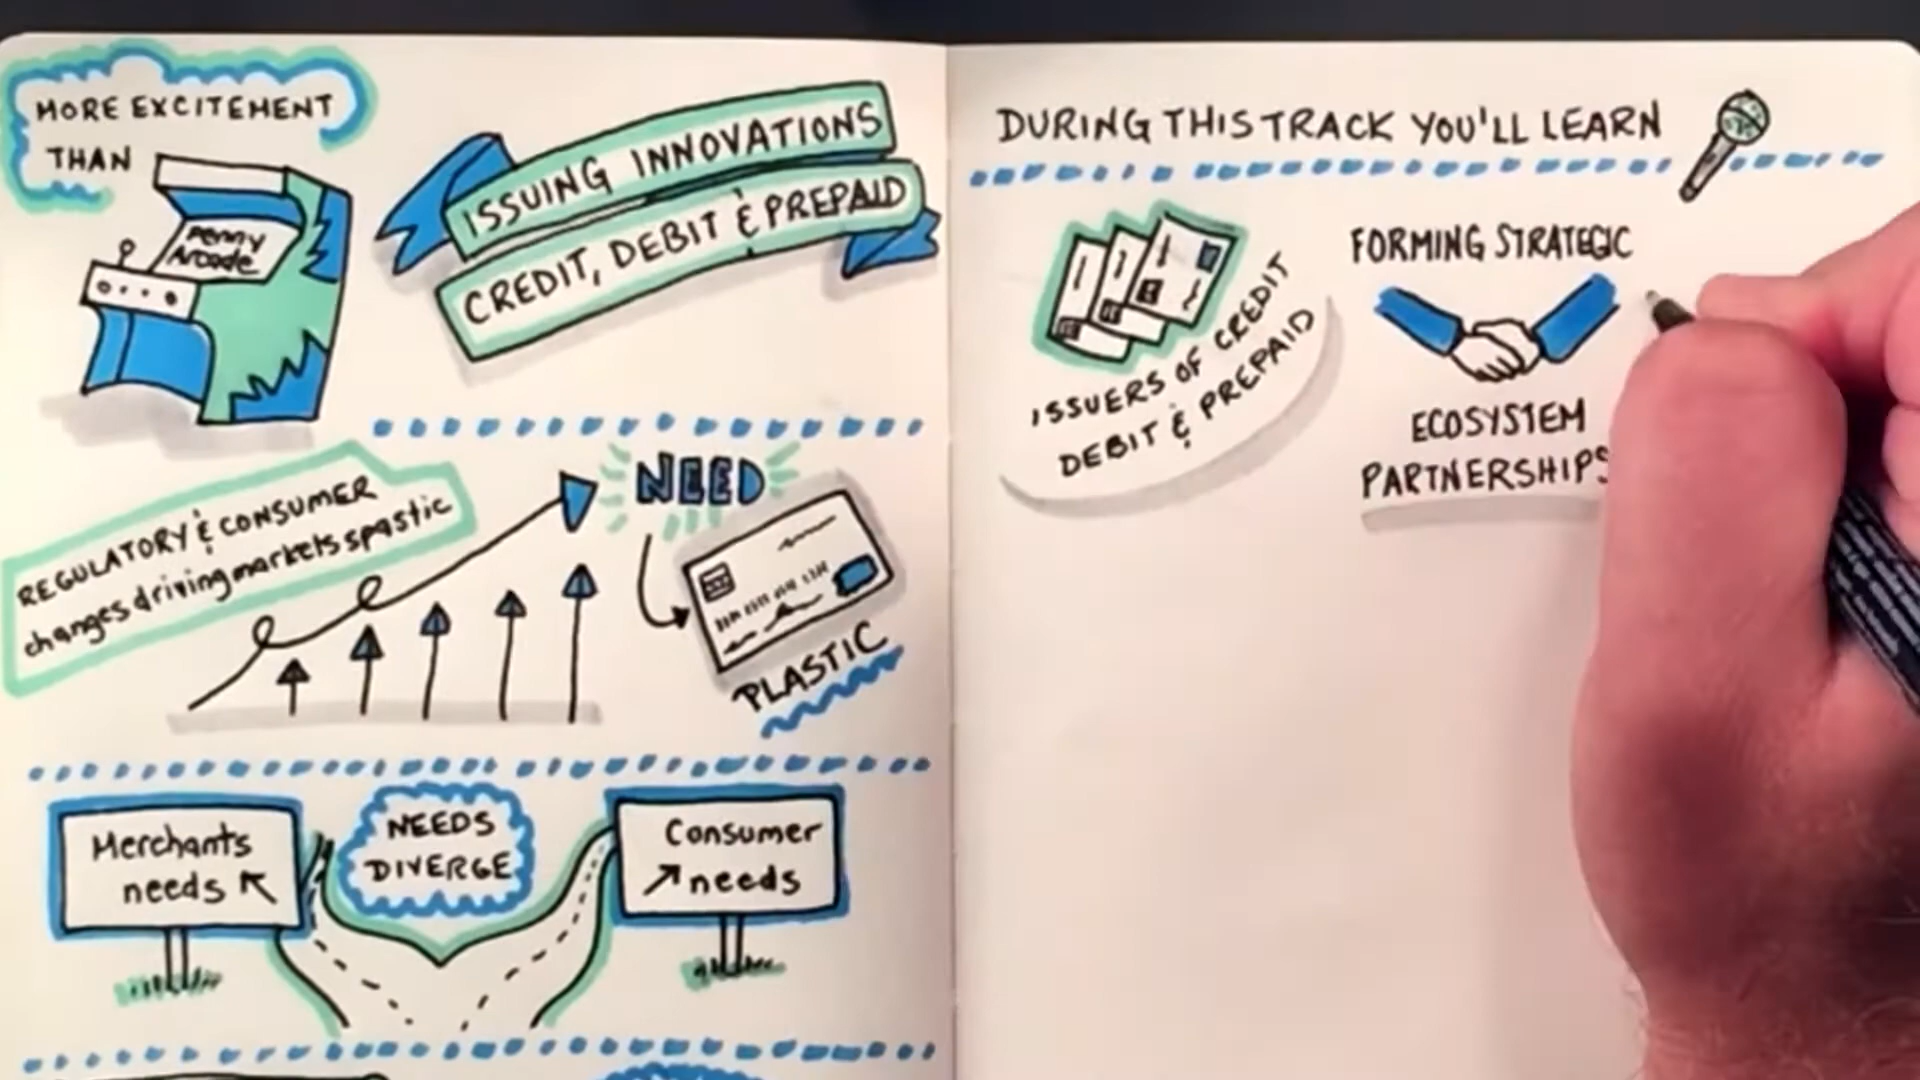 MORE EXCITEMENT
THAN
Penny
Arcade
ISSUING INNOVATIONS
CREDIT, DEBIT & PREPAID
REGULATORY & CONSUMER
changes driving markets spastic
NEED
PLASTIC
Merchants
needs
NEEDS
DIVERGE
Consumer
needs
DURING THIS TRACK YOU'LL LEARN
ISSUERS OF CREDIT
DEBIT & PREPAID
FORMING STRATEGIC
ECOSYSTEM
PARTNERSHIPS